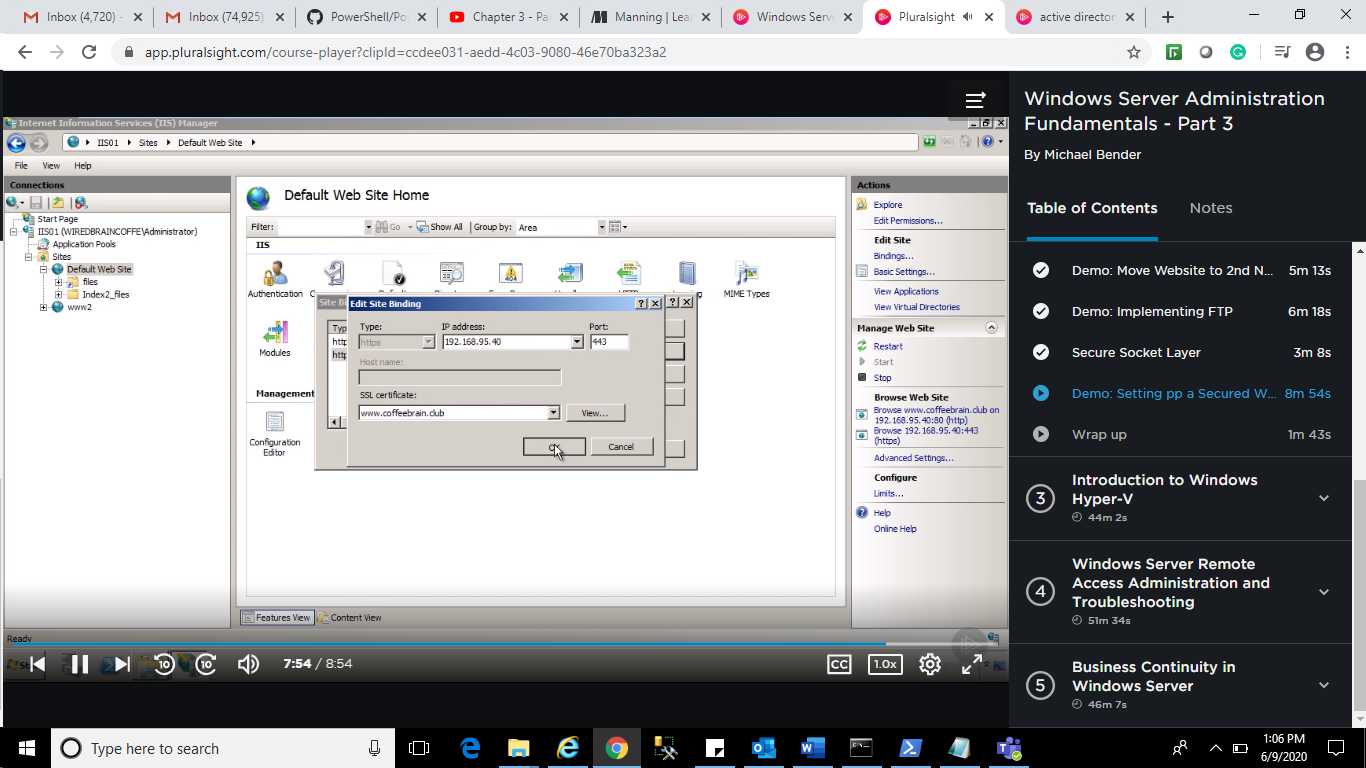 Inbox (4,720) -
Inbox (74,925)
PowerShell/Po
Chapter 3 - Pa
Manning | Lea
Windows Serv
Pluralsight
active director
app.pluralsight.com/course-player?clipId=ccdee031-aedd-4c03-9080-46e70ba323a2
Internet Information Services (IIS) Manager
IIS01 Sites Default Web Site
File View Help
Connections
Start Page
IIS01 (WIREDBRAINCOFFE\Administrator)
Application Pools
Sites
Default Web Site
files
Index2_files
www2
Default Web Site Home
Filter: Go Show All Group by: Area
IIS
Authentication
MIME Types
Modules
Management
Configuration
Editor
404
HTTP
Site Bi
Typ
http
http
Edit Site Binding
Type: IP address: Port:
https 192.168.95.40 443
Host name:
SSL certificate:
www.coffeebrain.club View...
Cancel
Features View Content View
Ready
Actions
Explore
Edit Permissions...
Edit Site
Bindings...
Basic Settings...
View Applications
View Virtual Directories
Manage Web Site
Restart
Start
Stop
Browse Web Site
Browse www.coffeebrain.club on
192.168.95.40:80 (http)
Browse 192.168.95.40:443
(https)
Advanced Settings...
Configure
Limits...
Help
Online Help
10 10 7:54 / 8:54 CC 1.0x
Windows Server Administration
Fundamentals - Part 3
By Michael Bender
Table of Contents Notes
Demo: Move Website to 2nd N... 5m 13s
Demo: Implementing FTP 6m 18s
Secure Socket Layer 3m 8s
Demo: Setting pp a Secured W... 8m 54s
Wrap up 1m 43s
3 Introduction to Windows
Hyper-V
44m 2s
4 Windows Server Remote
Access Administration and
Troubleshooting
51m 34s
5 Business Continuity in
Windows Server
46m 7s
Type here to search
1:06 PM
6/9/2020